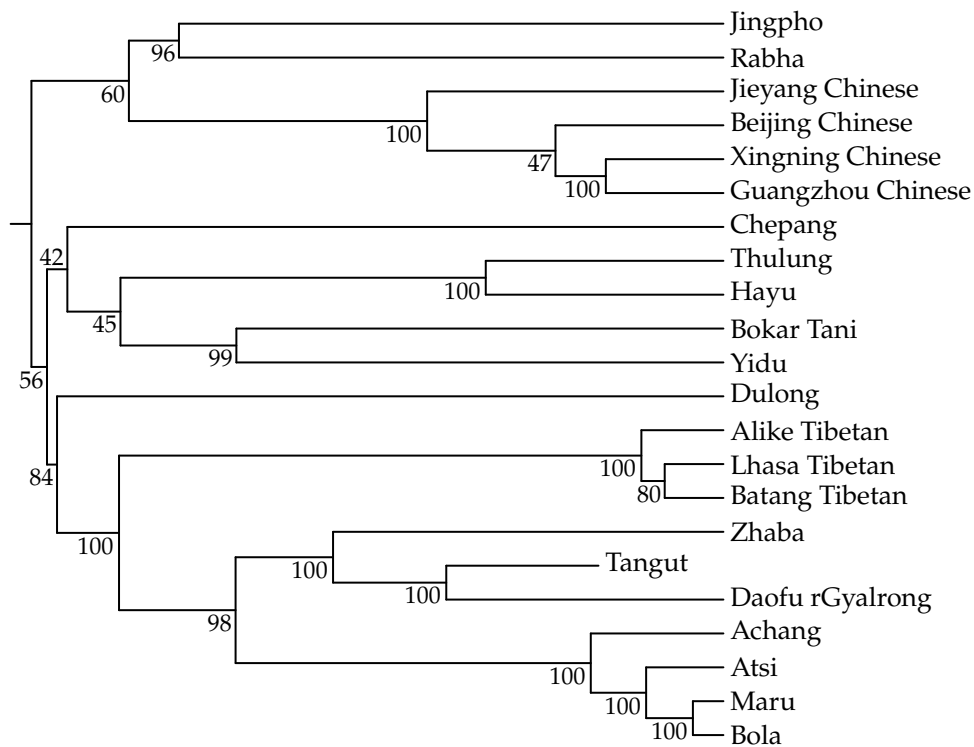 Jingpho
96
Rabha
60
Jieyang Chinese
100
Beijing Chinese
47
Xingning Chinese
100
Guangzhou Chinese
Chepang
42
Thulung
100
Hayu
45
Bokar Tani
99
Yidu
56
Dulong
Alike Tibetan
100
Lhasa Tibetan
84
80
Batang Tibetan
Zhaba
100
100
Tangut
100
Daofu rGyalrong
98
Achang
100
Atsi
100
Maru
100
Bola